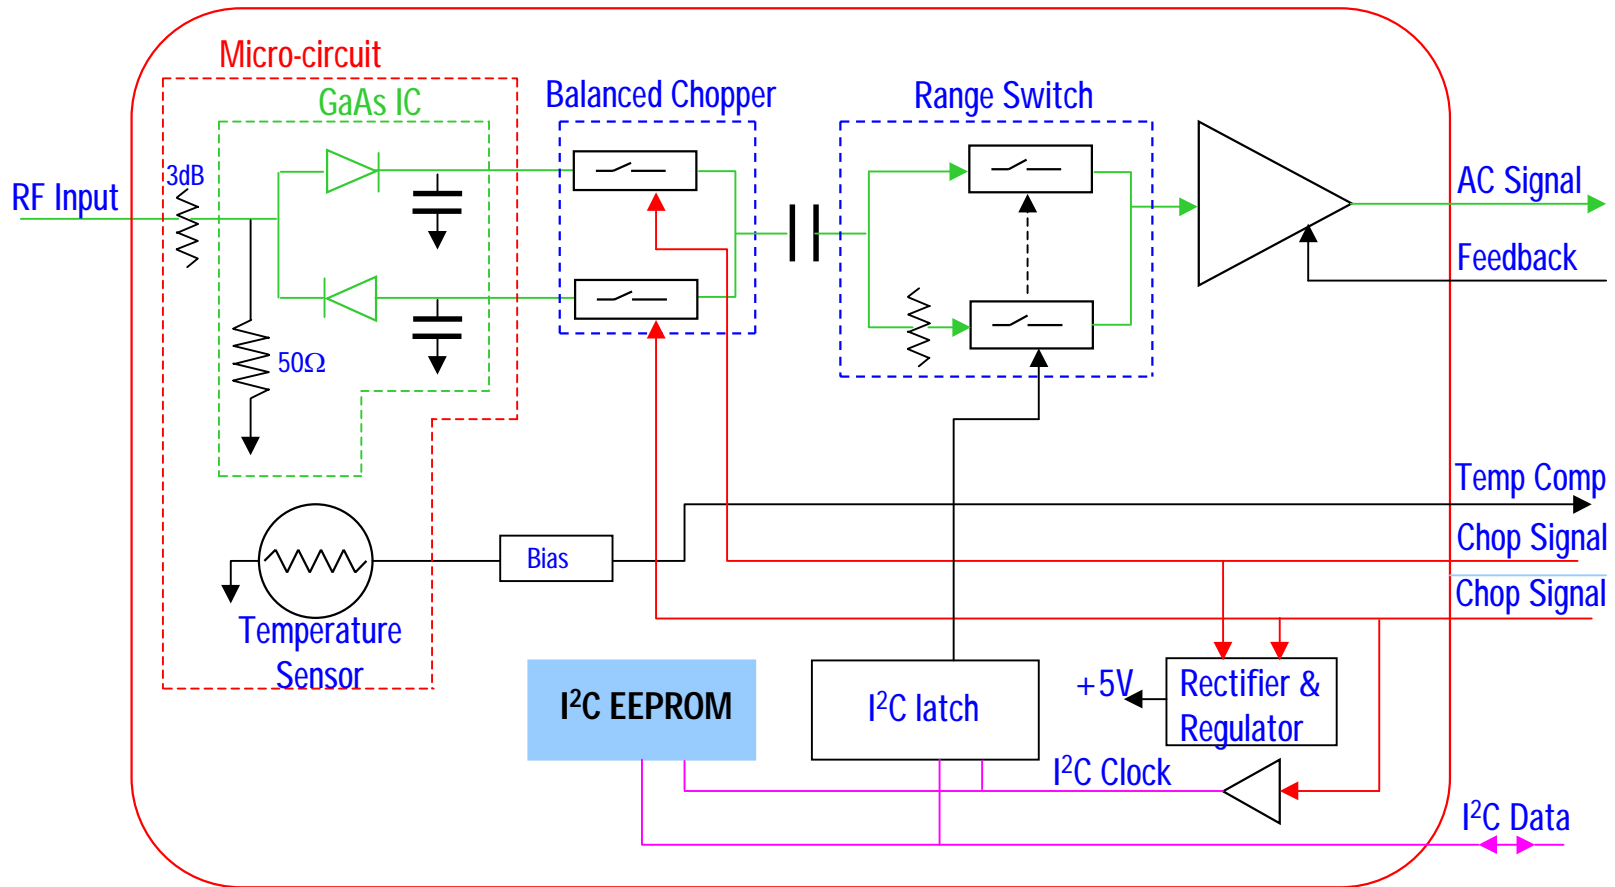 Micro-circuit
GaAs IC
Balanced Chopper
Range Switch
3dB
RF Input
AC Signal
Feedback
50Ω
Temp Comp
Bias
Chop Signal
Chop Signal
Temperature
Sensor
I²C EEPROM
I²C latch
+5V
Rectifier &
Regulator
I²C Clock
I²C Data